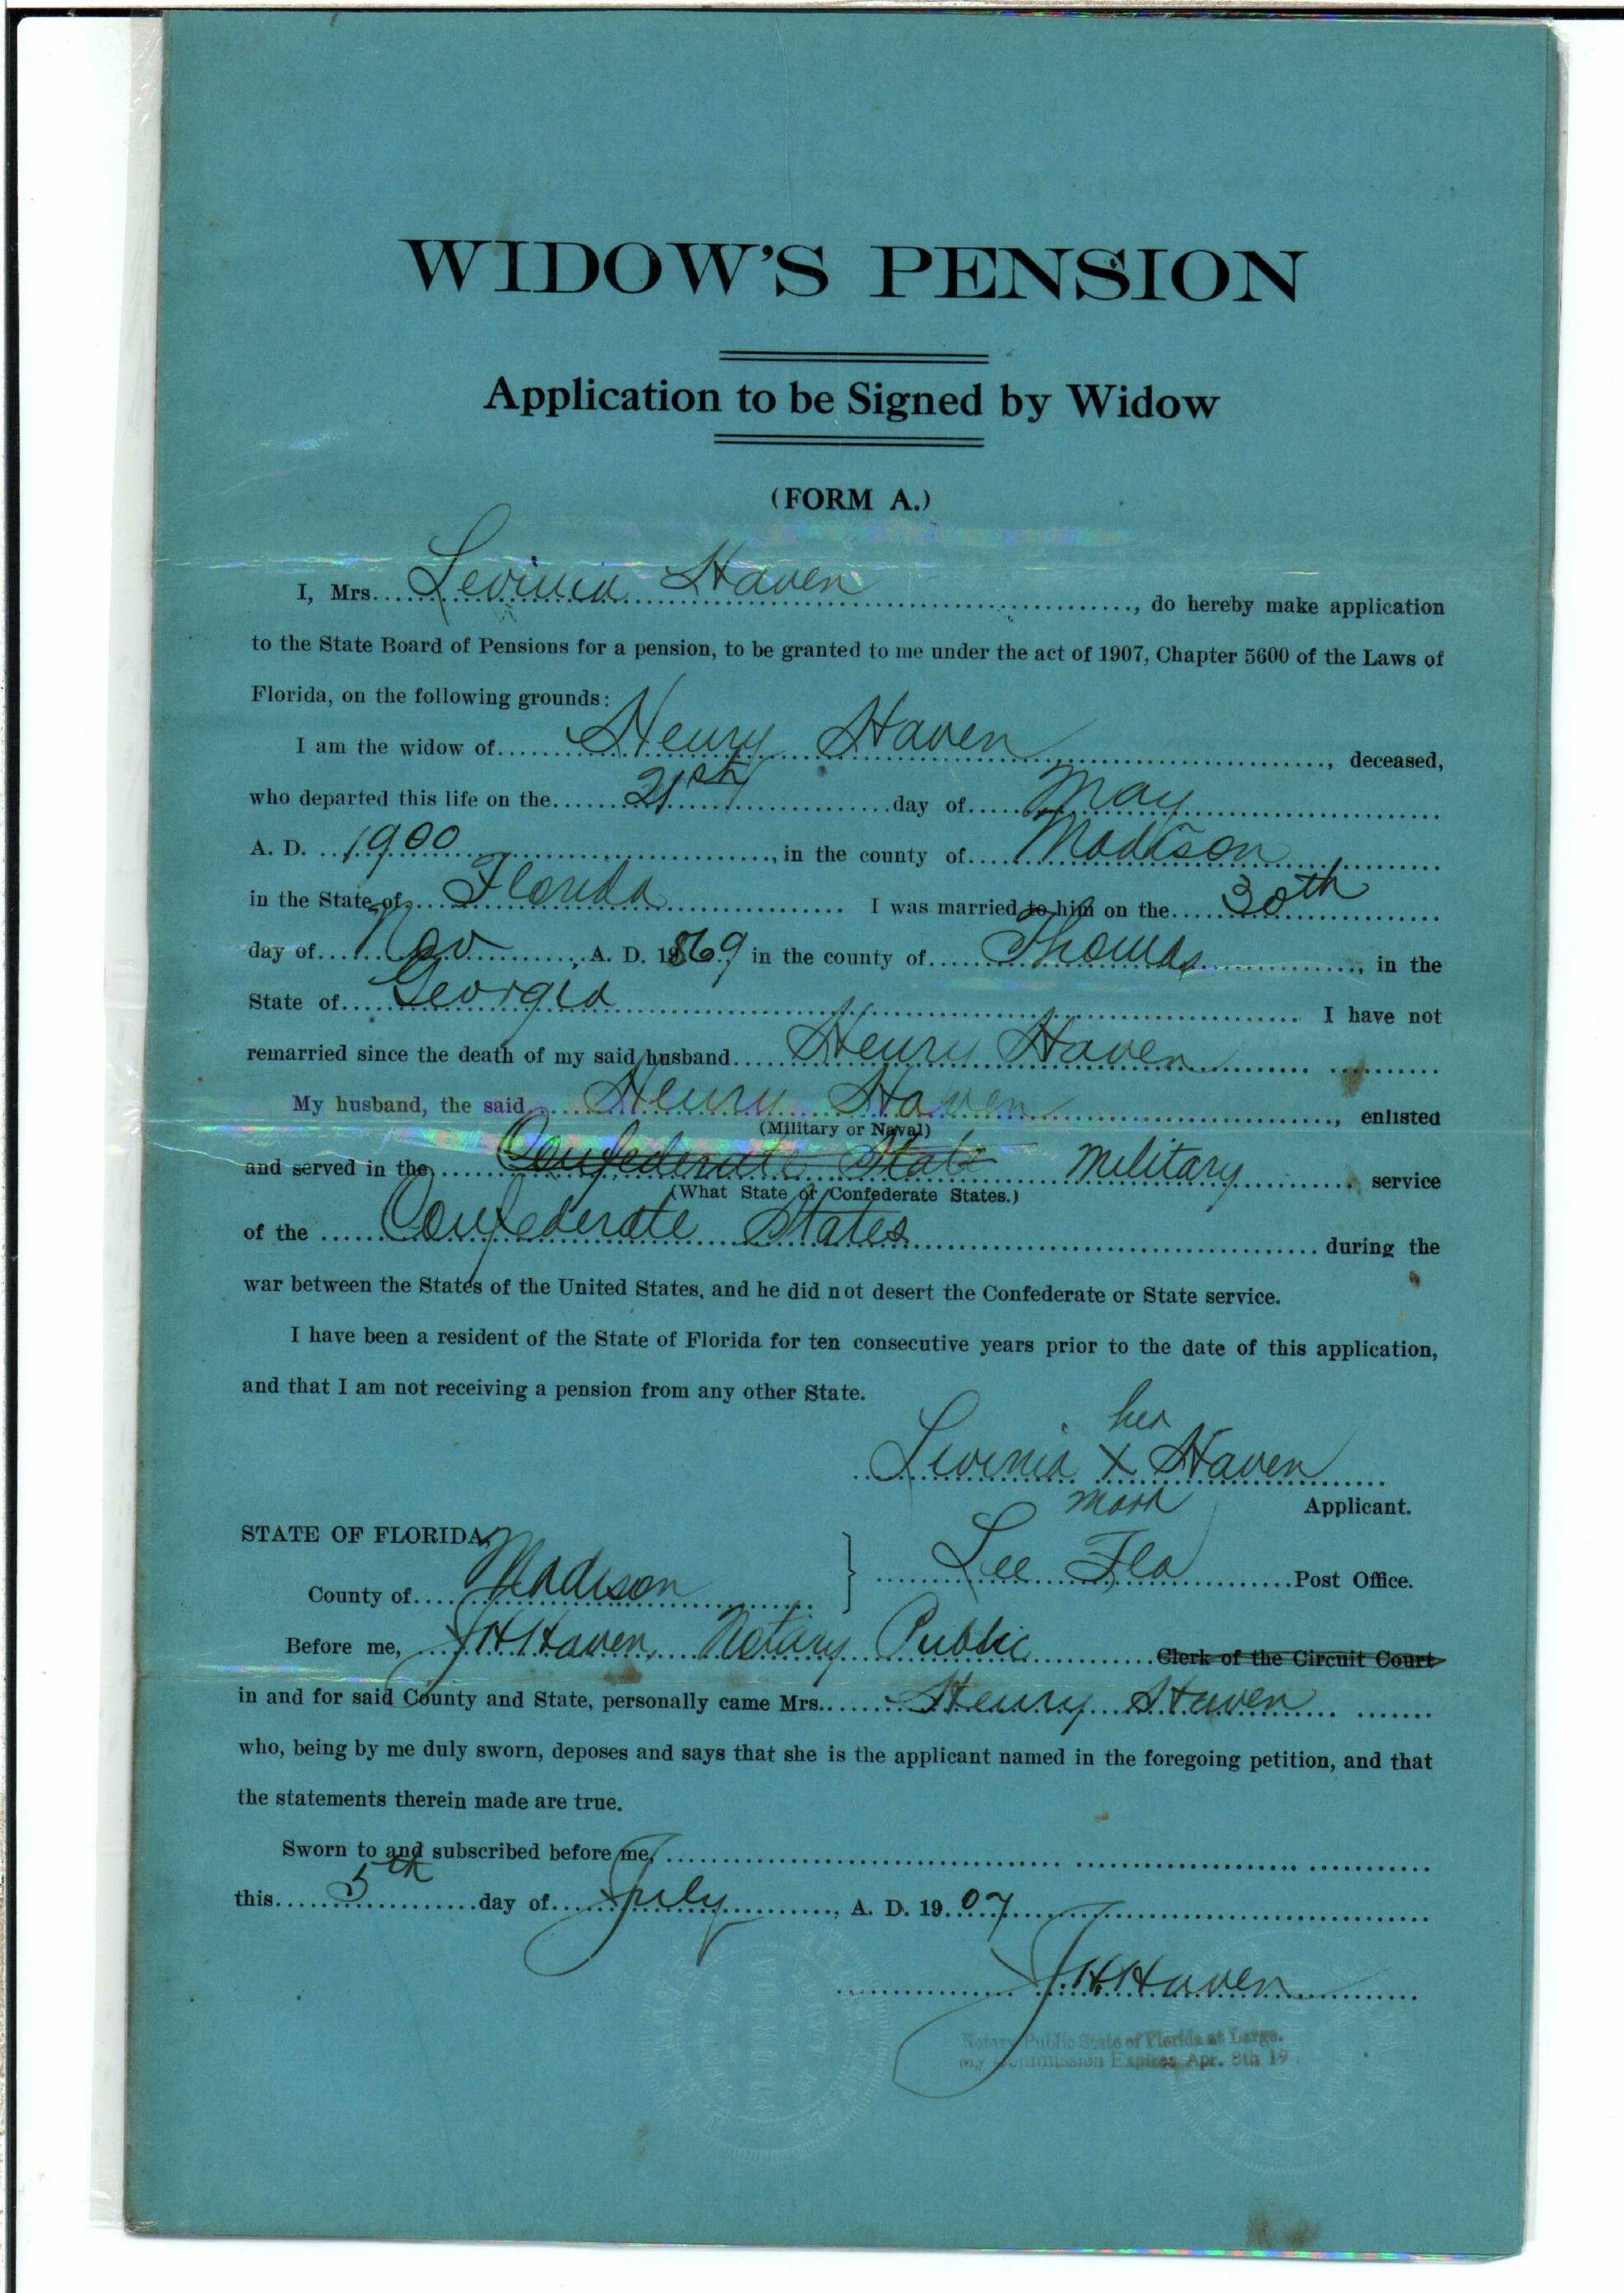 WIDOW'S PENSION
Application to be Signed by Widow
(FORM A.)
I, Mrs. Levinia Haven, do hereby make application
to the State Board of Pensions for a pension, to be granted to me under the act of 1907, Chapter 5600 of the Laws of
Florida, on the following grounds:
I am the widow of Henry Haven, deceased,
who departed this life on the 21st day of May
A. D. 1900, in the county of Madison
in the State of Florida I was married to him on the 30th
day of Nov, A. D. 1869, in the county of Thomas, in the
State of Georgia I have not
remarried since the death of my said husband Henry Haven
My husband, the said Henry Haven, enlisted
(Military or Naval)
and served in the Confederate State Military service
(What State or Confederate States.)
of the Confederate States during the
war between the States of the United States, and he did not desert the Confederate or State service.
I have been a resident of the State of Florida for ten consecutive years prior to the date of this application,
and that I am not receiving a pension from any other State.
her
Levinia X Haven
mark Applicant.
STATE OF FLORIDA,
Lee Fla Post Office.
County of Madison
Before me, J H Haven, Notary Public Clerk of the Circuit Court
in and for said County and State, personally came Mrs. Henry Haven
who, being by me duly sworn, deposes and says that she is the applicant named in the foregoing petition, and that
the statements therein made are true.
Sworn to and subscribed before me,
this 5th day of July, A. D. 1907
J. H. Haven
Notary Public State of Florida at Large.
My Commission Expires Apr. 8th 19